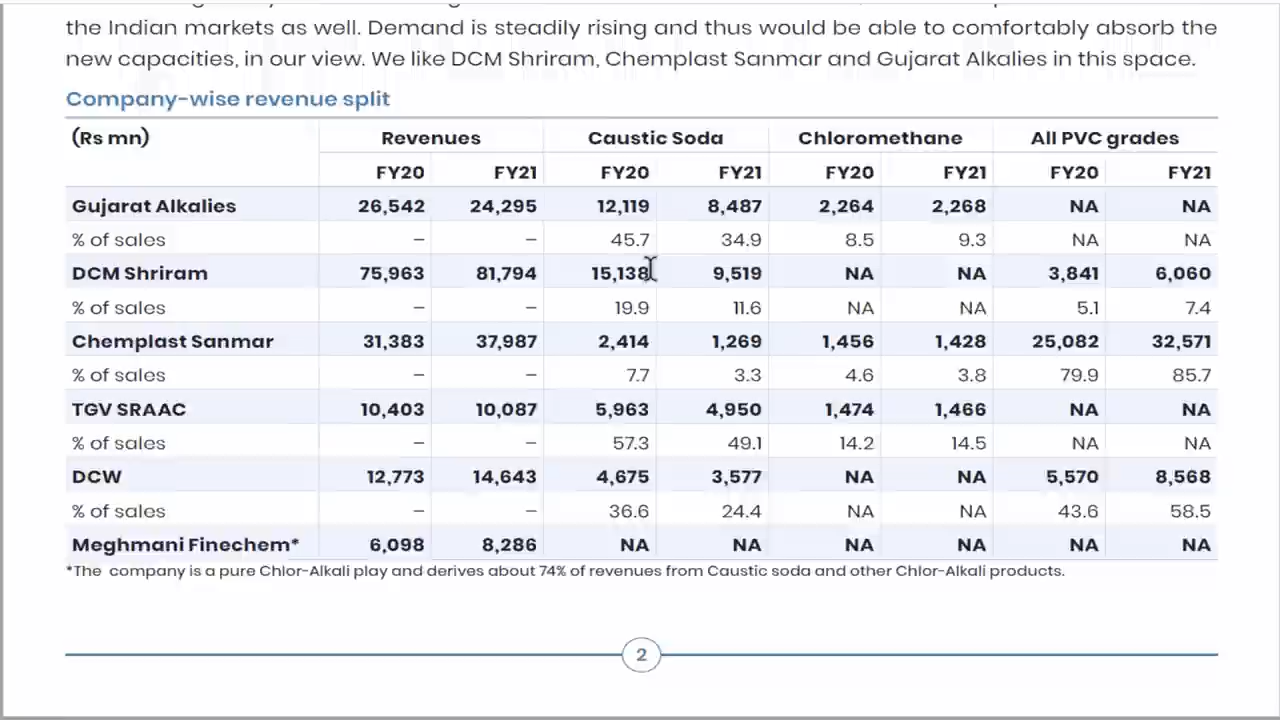 the Indian markets as well. Demand is steadily rising and thus would be able to comfortably absorb the
new capacities, in our view. We like DCM Shriram, Chemplast Sanmar and Gujarat Alkalies in this space.
Company-wise revenue split
(Rs mn) Revenues Caustic Soda Chloromethane All PVC grades
FY20 FY21 FY20 FY21 FY20 FY21 FY20 FY21
Gujarat Alkalies 26,542 24,295 12,119 8,487 2,264 2,268 NA NA
% of sales – – 45.7 34.9 8.5 9.3 NA NA
DCM Shriram 75,963 81,794 15,138 9,519 NA NA 3,841 6,060
% of sales – – 19.9 11.6 NA NA 5.1 7.4
Chemplast Sanmar 31,383 37,987 2,414 1,269 1,456 1,428 25,082 32,571
% of sales – – 7.7 3.3 4.6 3.8 79.9 85.7
TGV SRAAC 10,403 10,087 5,963 4,950 1,474 1,466 NA NA
% of sales – – 57.3 49.1 14.2 14.5 NA NA
DCW 12,773 14,643 4,675 3,577 NA NA 5,570 8,568
% of sales – – 36.6 24.4 NA NA 43.6 58.5
Meghmani Finechem* 6,098 8,286 NA NA NA NA NA NA
*The company is a pure Chlor-Alkali play and derives about 74% of revenues from Caustic soda and other Chlor-Alkali products.
2